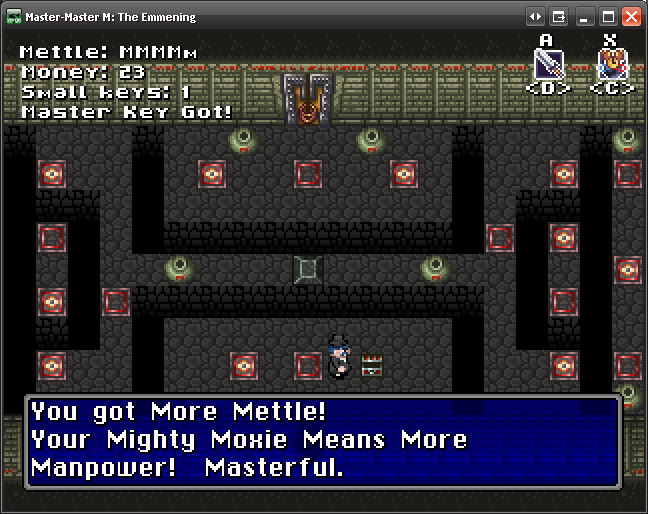 Master-Master M: The Emmening
Mettle: MMMMM
Money: 23
Small keys: 1
Master Key Got!
A
X
<D>
<C>
You got More Mettle!
Your Mighty Moxie Means More
Manpower! Masterful.